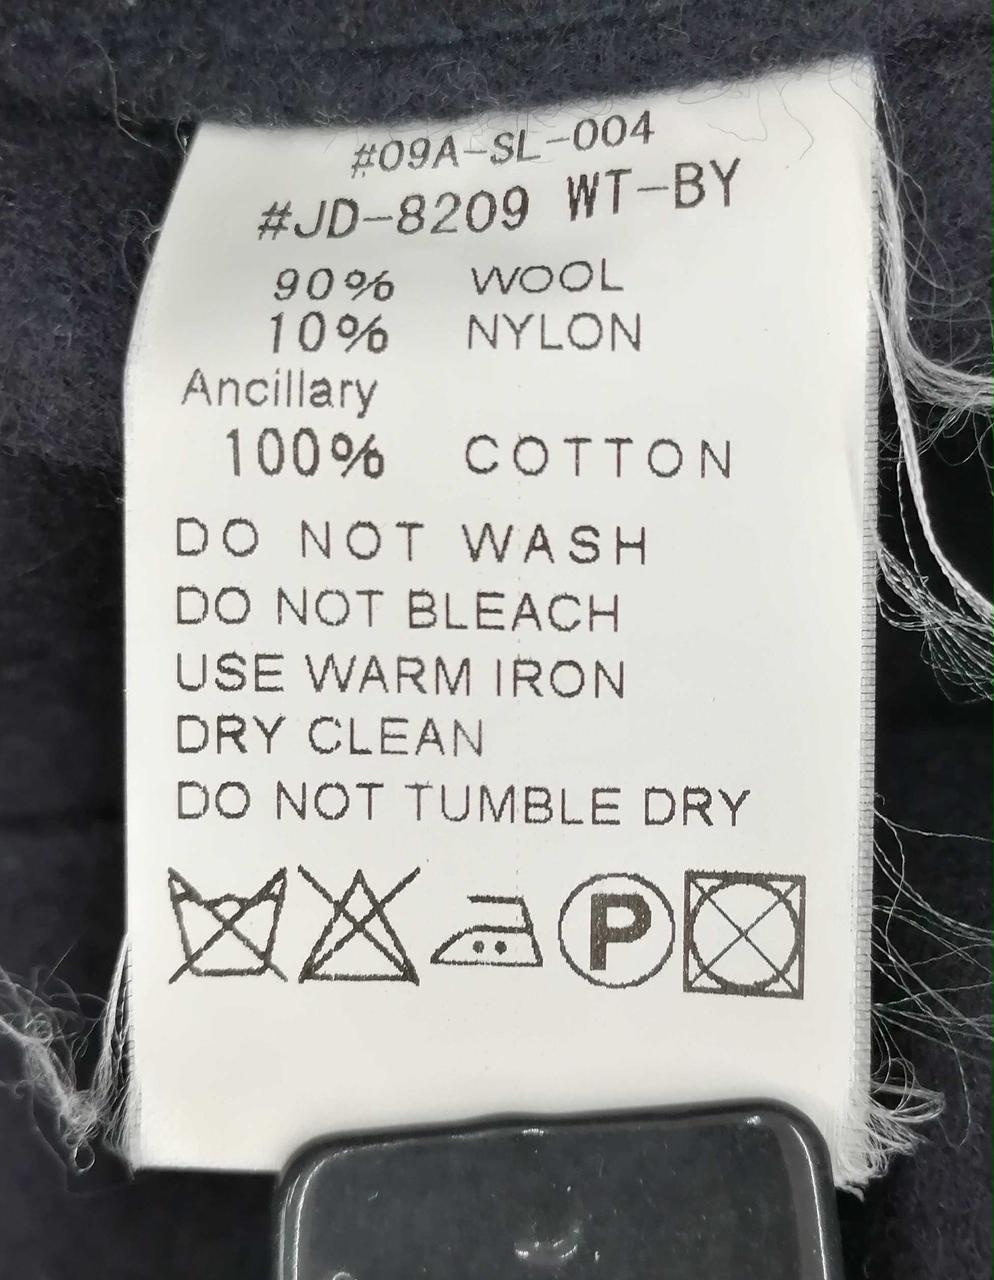 #09A-SL-004
#JD-8209 WT-BY
90% WOOL
10% NYLON
Ancillary
100% COTTON
DO NOT WASH
DO NOT BLEACH
USE WARM IRON
DRY CLEAN
DO NOT TUMBLE DRY
P